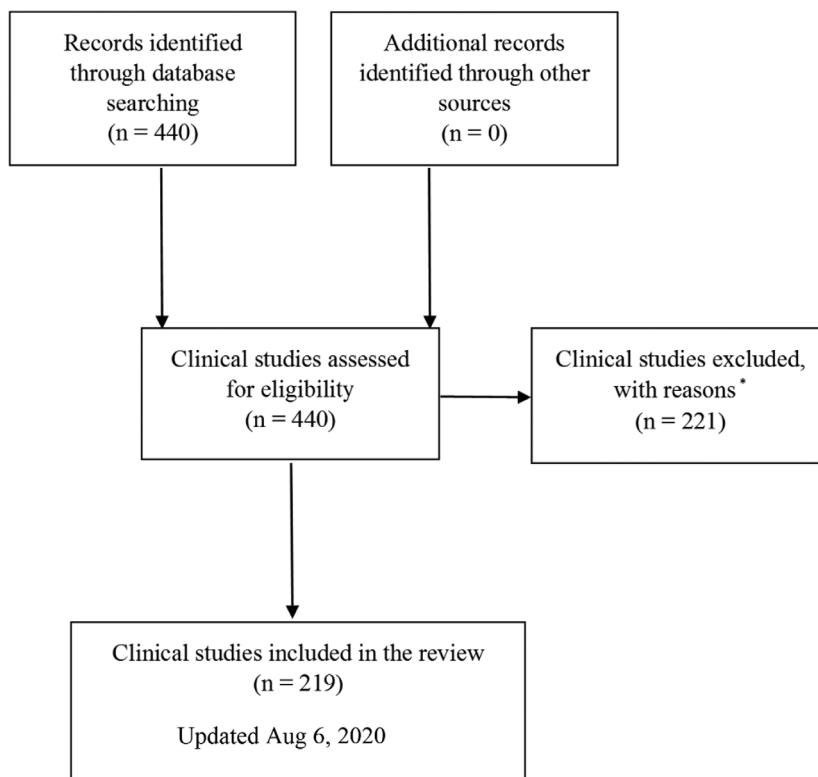 Records identified
through database
searching
(n = 440)
Additional records
identified through other
sources
(n = 0)
Clinical studies assessed
for eligibility
(n = 440)
Clinical studies excluded,
with reasons*
(n = 221)
Clinical studies included in the review
(n = 219)
Updated Aug 6, 2020